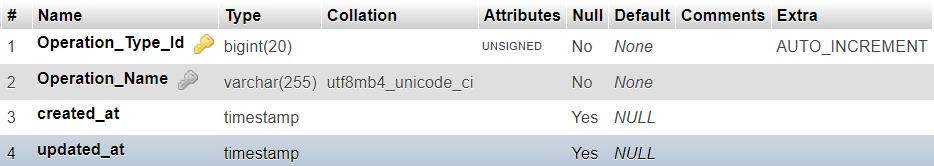 # Name Type Collation Attributes Null Default Comments Extra
1 Operation_Type_Id bigint(20) UNSIGNED No None AUTO_INCREMENT
2 Operation_Name varchar(255) utf8mb4_unicode_ci No None
3 created_at timestamp Yes NULL
4 updated_at timestamp Yes NULL